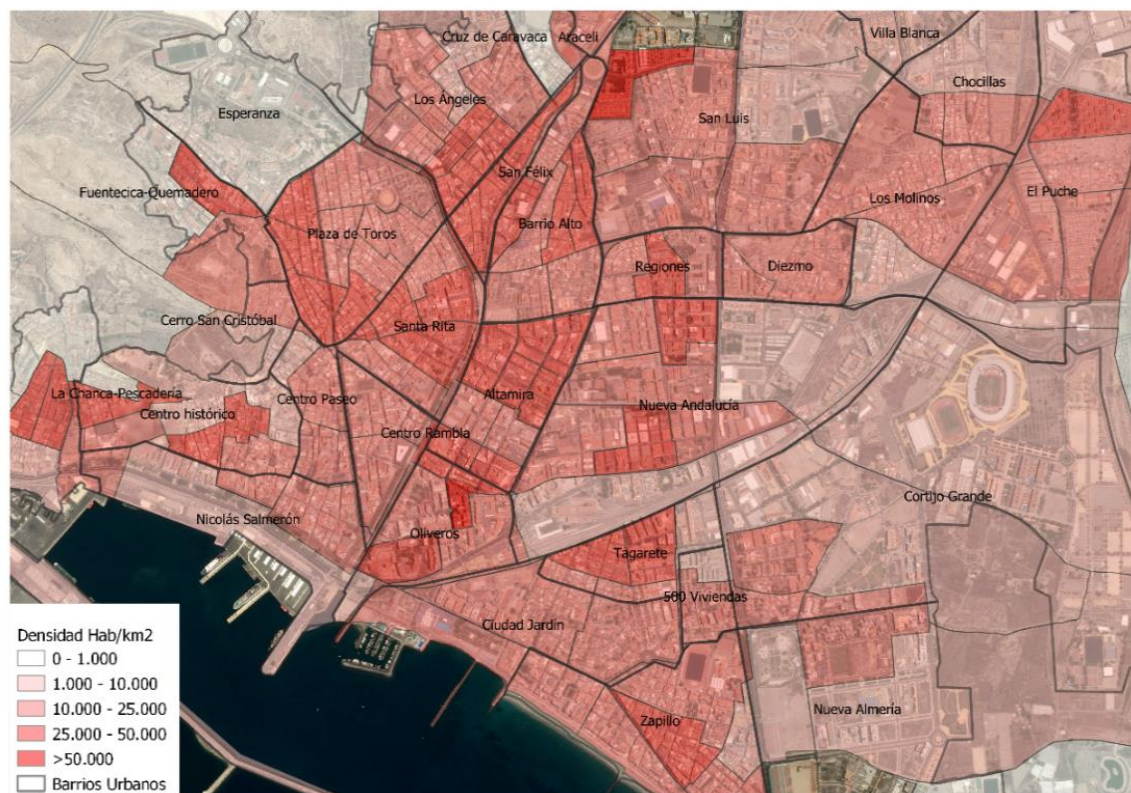 Cruz de Caravaca
Araceli
Villa Blanca
Chocillas
Los Ángeles
Esperanza
San Luis
San Félix
Fuentecica-Quemadero
Los Molinos
El Puche
Plaza de Toros
Barrio Alto
Regiones
Diezmo
Cerro San Cristóbal
Santa Rita
La Chanca-Pescadería
Altamira
Centro Paseo
Nueva Andalucía
Centro histórico
Centro Rambla
Cortijo Grande
Nicolás Salmerón
Oliveros
Tagarete
500 Viviendas
Ciudad Jardín
Nueva Almería
Zapillo
Densidad Hab/km2
0 - 1.000
1.000 - 10.000
10.000 - 25.000
25.000 - 50.000
>50.000
Barrios Urbanos